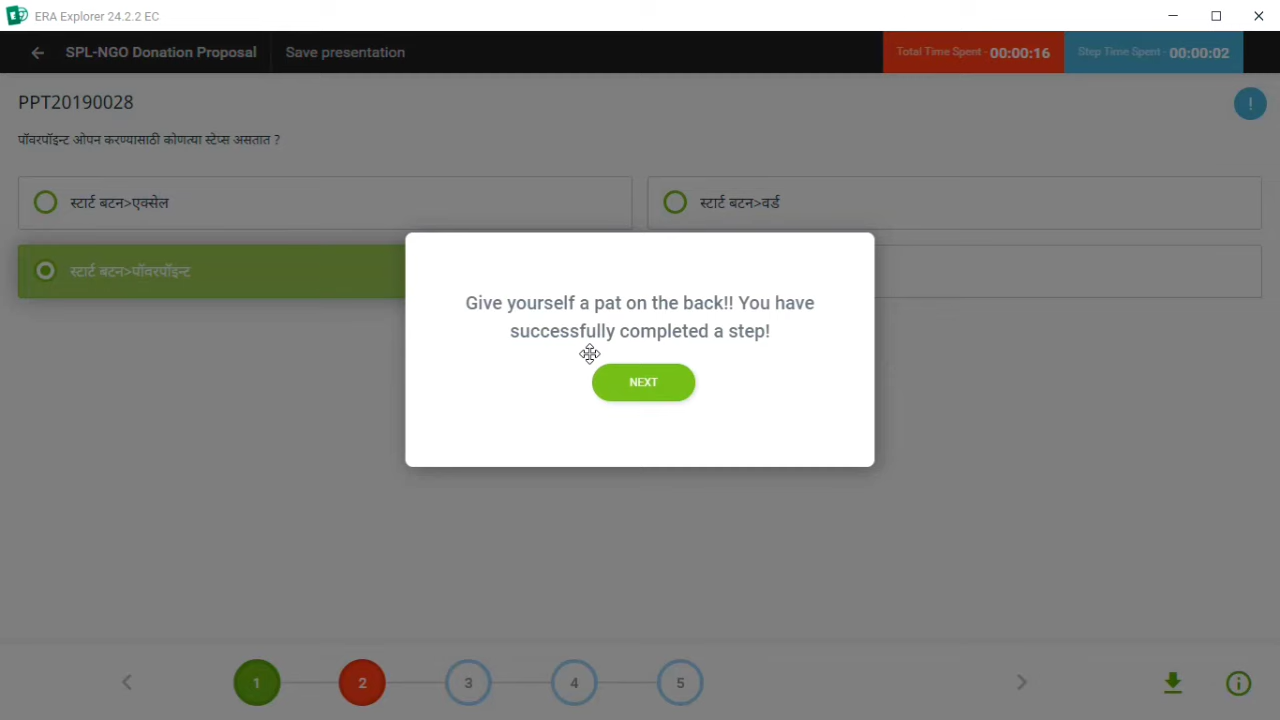 ERA Explorer 24.2.2 EC
SPL-NGO Donation Proposal
Save presentation
Total Time Spent - 00:00:16
Step Time Spent - 00:00:02
PPT20190028
पॉवरपॉइन्ट ओपन करण्यासाठी कोणत्या स्टेप्स असतात ?
स्टार्ट बटन>एक्सेल
स्टार्ट बटन>वर्ड
स्टार्ट बटन>पॉवरपॉइन्ट
Give yourself a pat on the back!! You have
successfully completed a step!
NEXT
1
2
3
4
5